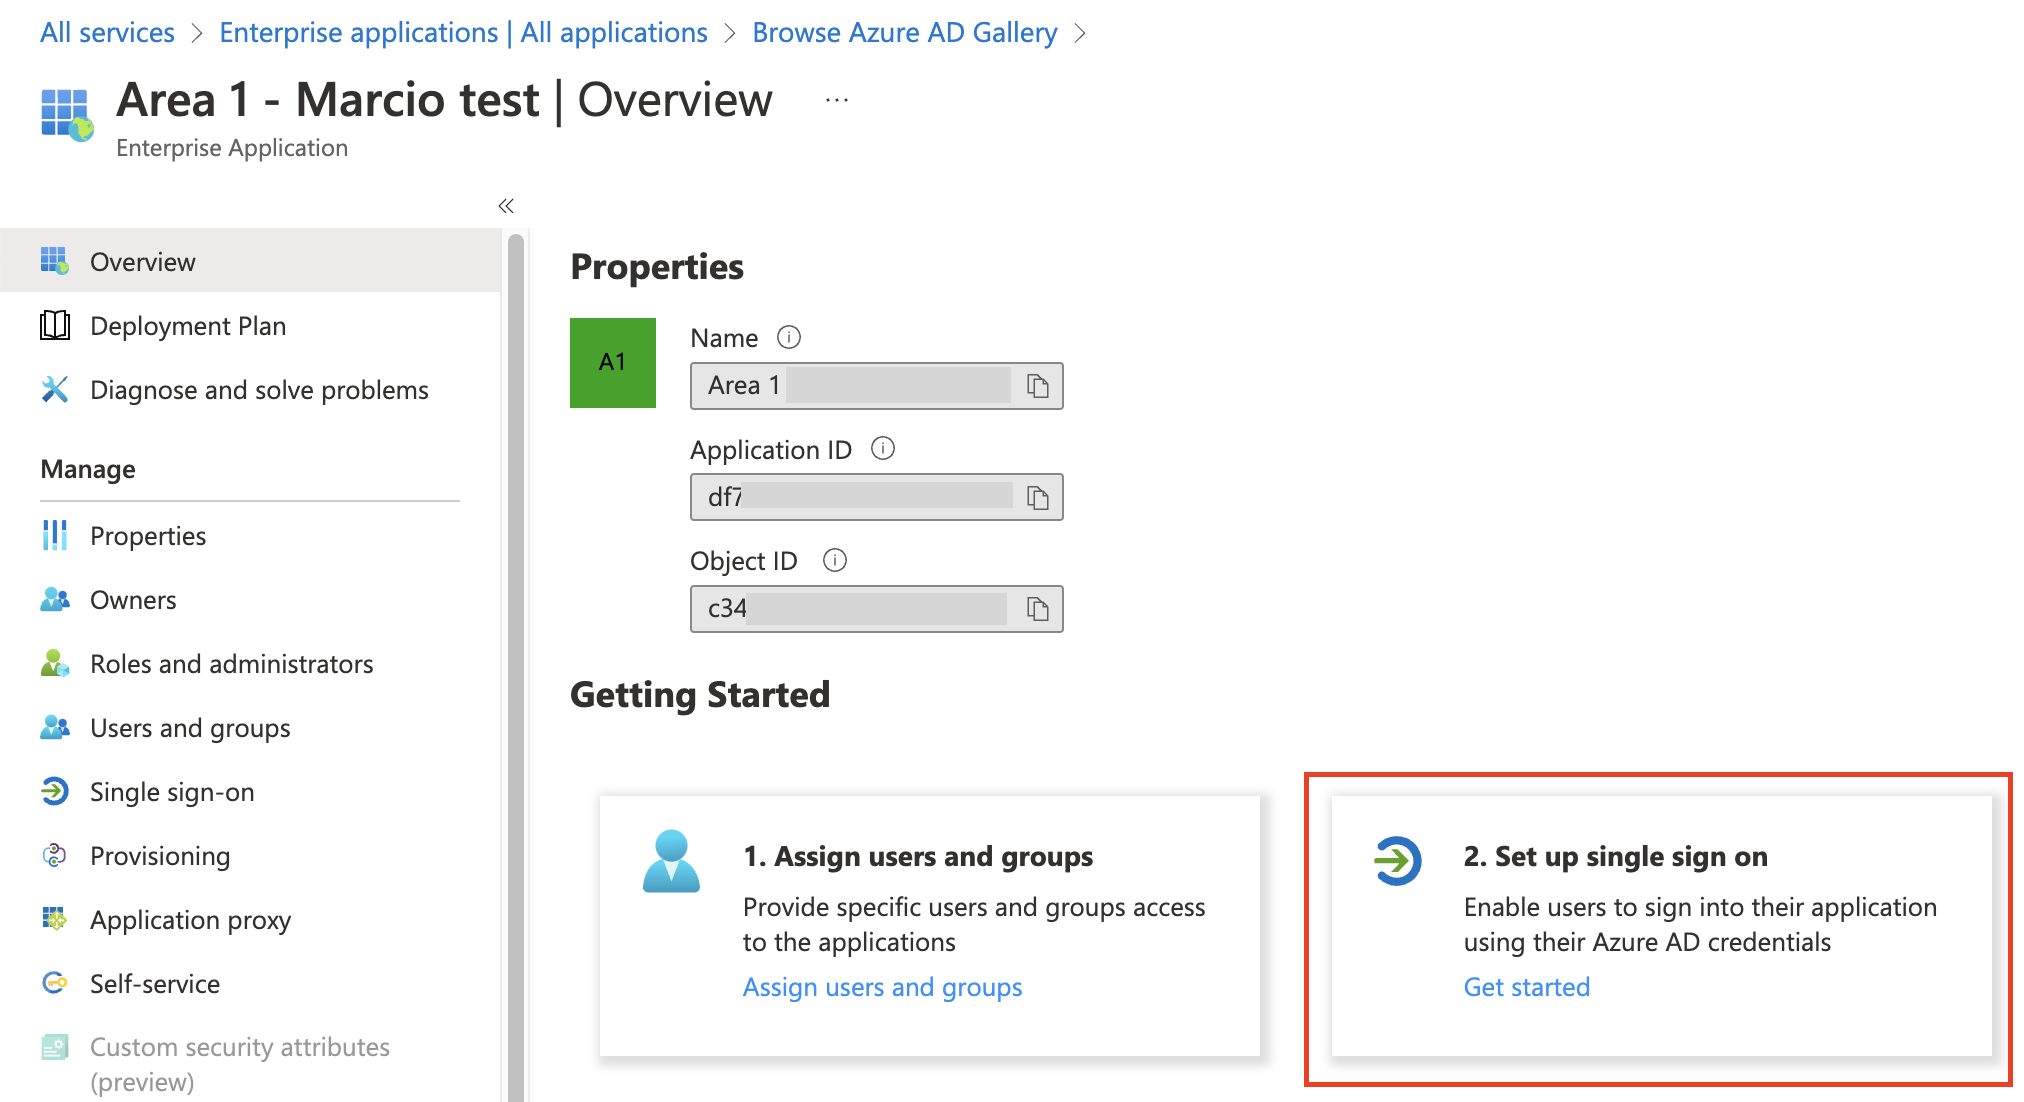 All services > Enterprise applications | All applications > Browse Azure AD Gallery >
Area 1 - Marcio test | Overview ...
Enterprise Application
«
Overview
Deployment Plan
Diagnose and solve problems
Manage
Properties
Owners
Roles and administrators
Users and groups
Single sign-on
Provisioning
Application proxy
Self-service
Custom security attributes
(preview)
Properties
A1
Name
Area 1
Application ID
df7
Object ID
c34
Getting Started
1. Assign users and groups
Provide specific users and groups access
to the applications
Assign users and groups
2. Set up single sign on
Enable users to sign into their application
using their Azure AD credentials
Get started